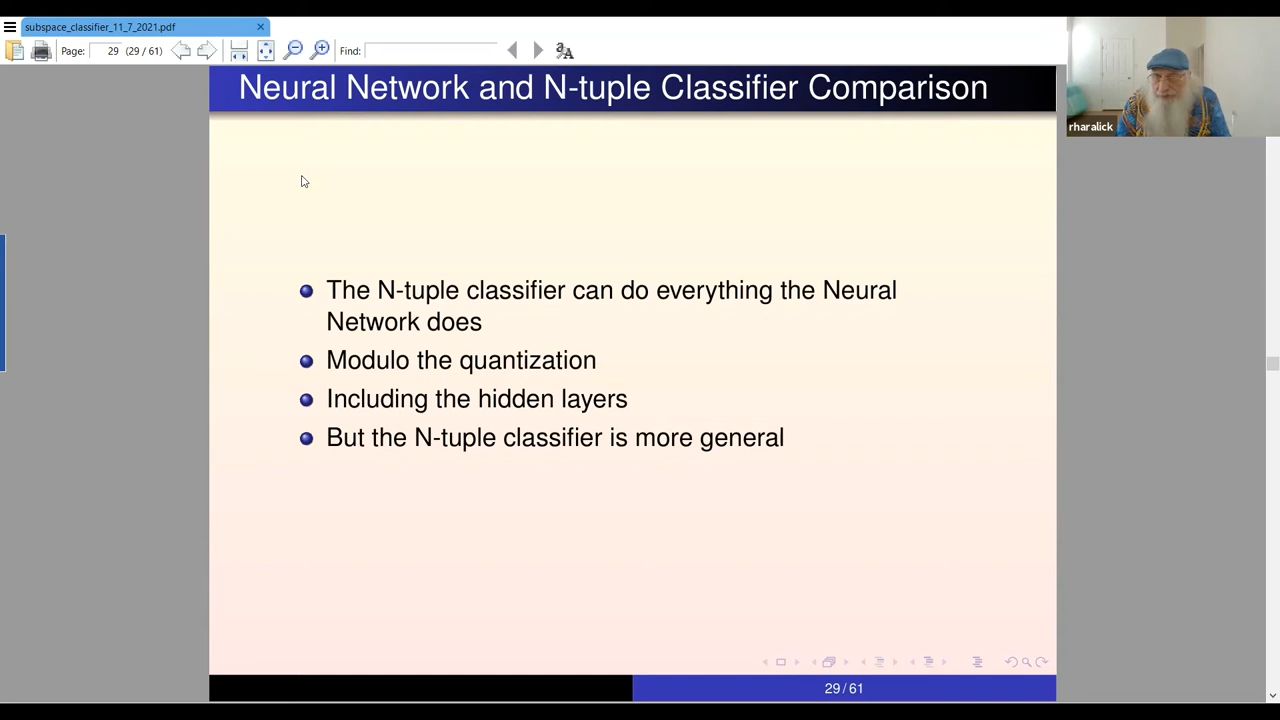 subspace_classifier_11_7_2021.pdf
Page: 29 (29 / 61) Find:
Neural Network and N-tuple Classifier Comparison
rharalick
The N-tuple classifier can do everything the Neural
Network does
Modulo the quantization
Including the hidden layers
But the N-tuple classifier is more general
29 / 61